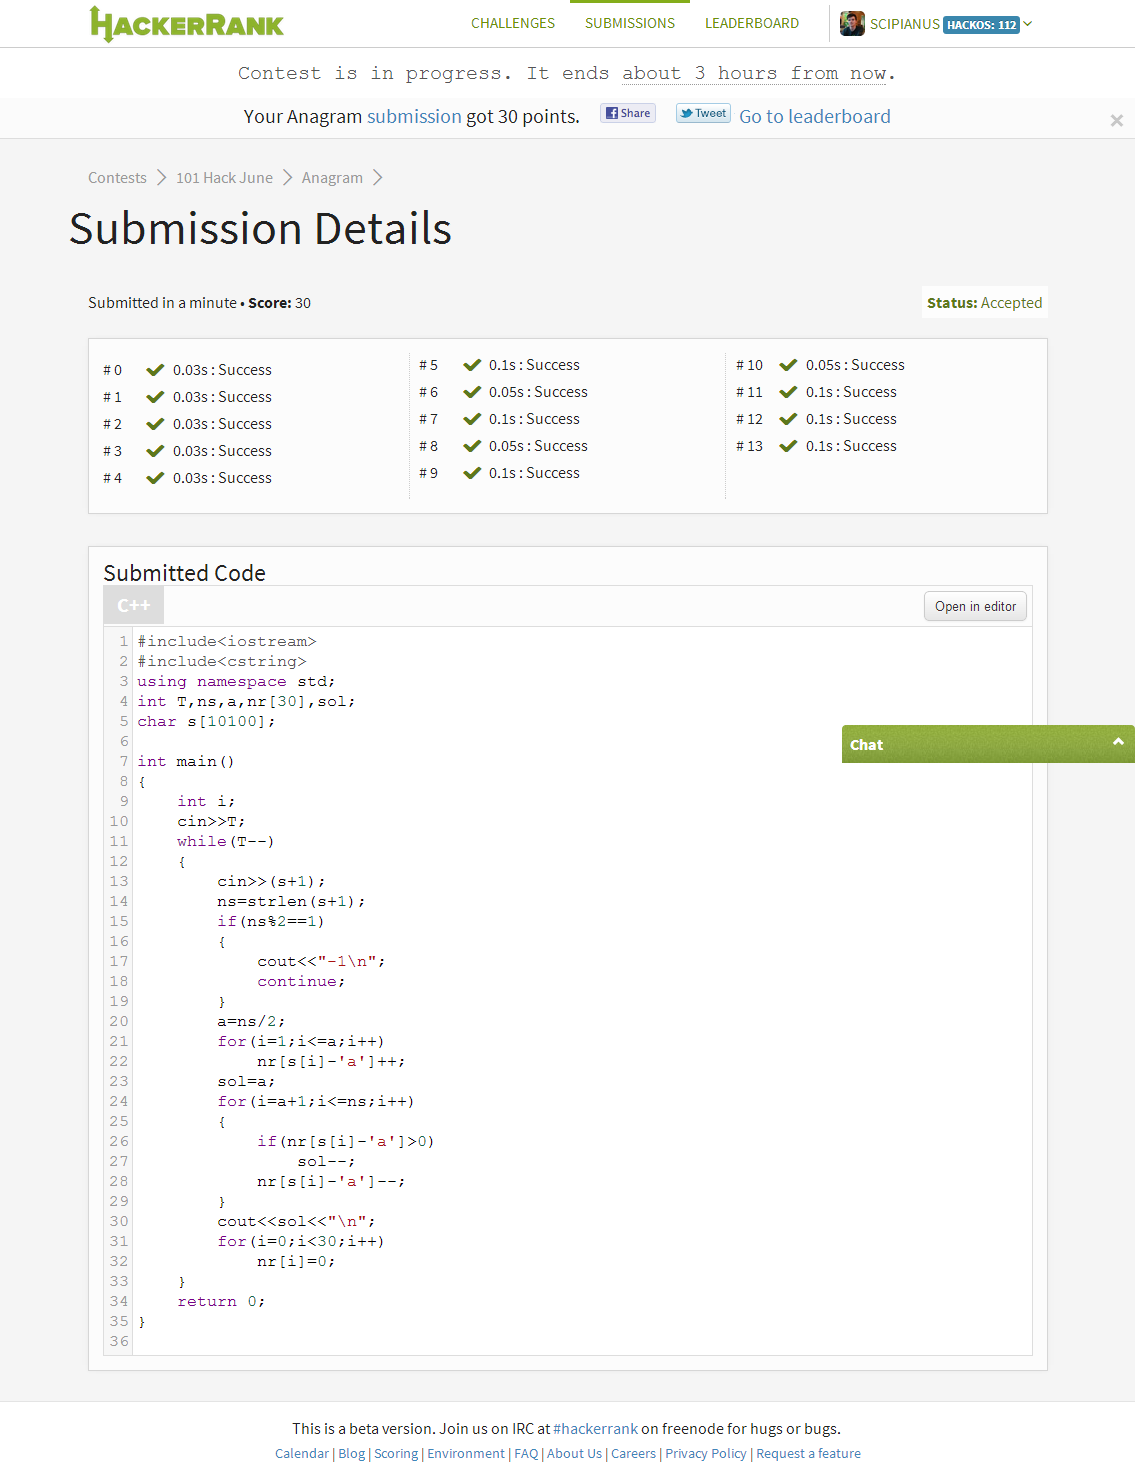 HACKERRANK
CHALLENGES SUBMISSIONS LEADERBOARD SCIPIANUS HACKOS: 112
Contest is in progress. It ends about 3 hours from now.
Your Anagram submission got 30 points. Share Tweet Go to leaderboard
Contests 101 Hack June Anagram
Submission Details
Submitted in a minute • Score: 30 Status: Accepted
# 0 0.03s : Success
# 1 0.03s : Success
# 2 0.03s : Success
# 3 0.03s : Success
# 4 0.03s : Success
# 5 0.1s : Success
# 6 0.05s : Success
# 7 0.1s : Success
# 8 0.05s : Success
# 9 0.1s : Success
# 10 0.05s : Success
# 11 0.1s : Success
# 12 0.1s : Success
# 13 0.1s : Success
Submitted Code
C++ Open in editor
1 #include<iostream>
2 #include<cstring>
3 using namespace std;
4 int T,ns,a,nr[30],sol;
5 char s[10100];
6
7 int main()
8 {
9     int i;
10     cin>>T;
11     while(T--)
12     {
13         cin>>(s+1);
14         ns=strlen(s+1);
15         if(ns%2==1)
16         {
17             cout<<"-1\n";
18             continue;
19         }
20         a=ns/2;
21         for(i=1;i<=a;i++)
22             nr[s[i]-'a']++;
23         sol=a;
24         for(i=a+1;i<=ns;i++)
25         {
26             if(nr[s[i]-'a']>0)
27                 sol--;
28             nr[s[i]-'a']--;
29         }
30         cout<<sol<<"\n";
31         for(i=0;i<30;i++)
32             nr[i]=0;
33     }
34     return 0;
35 }
36
Chat
This is a beta version. Join us on IRC at #hackerrank on freenode for hugs or bugs.
Calendar | Blog | Scoring | Environment | FAQ | About Us | Careers | Privacy Policy | Request a feature